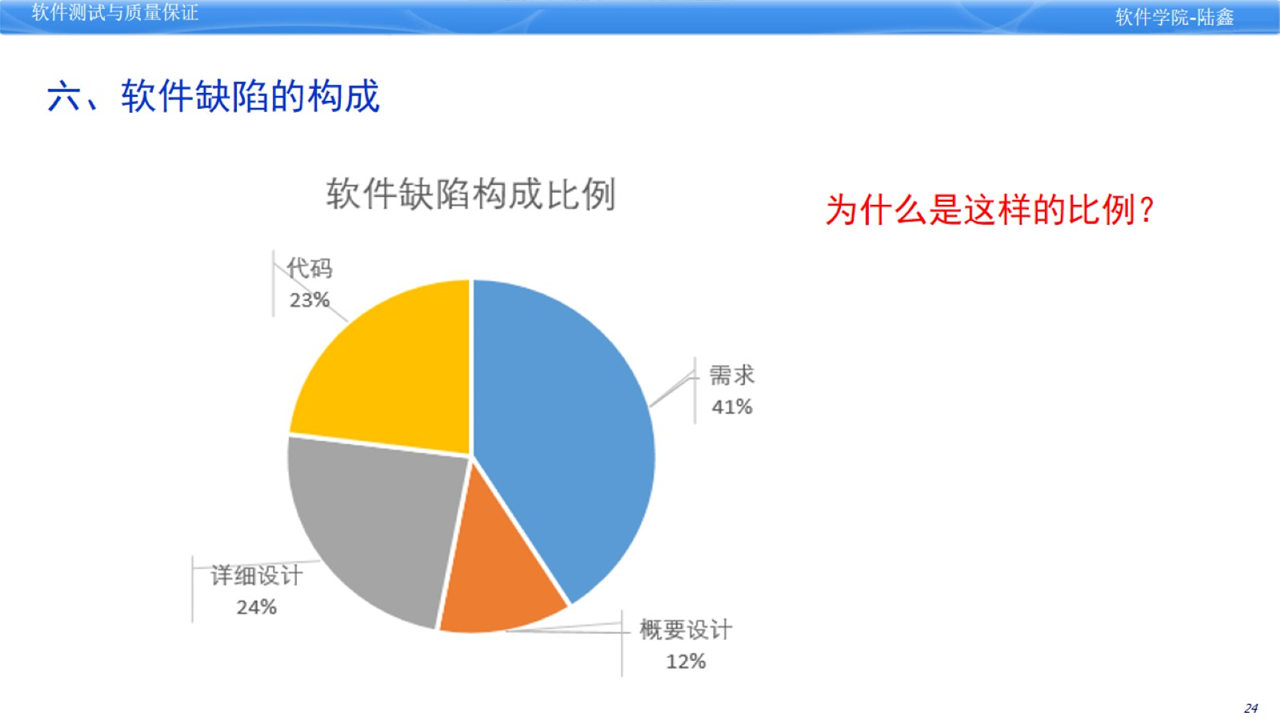 软件测试与质量保证
软件学院-陆鑫
六、软件缺陷的构成
软件缺陷构成比例
为什么是这样的比例？
代码
23%
需求
41%
详细设计
24%
概要设计
12%
24